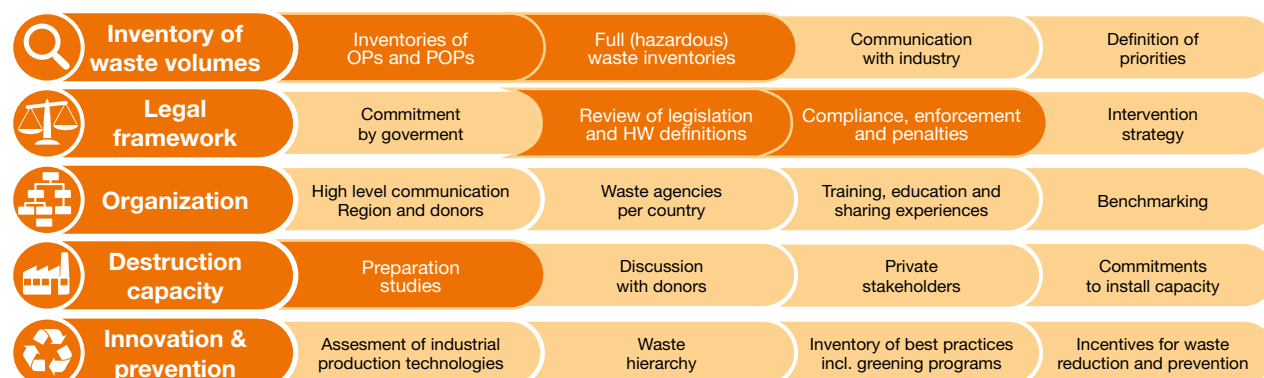 Inventory of
waste volumes
Inventories of
OPs and POPs
Full (hazardous)
waste inventories
Communication
with industry
Definition of
priorities
Legal
framework
Commitment
by goverment
Review of legislation
and HW definitions
Compliance, enforcement
and penalties
Intervention
strategy
Organization
High level communication
Region and donors
Waste agencies
per country
Training, education and
sharing experiences
Benchmarking
Destruction
capacity
Preparation
studies
Discussion
with donors
Private
stakeholders
Commitments
to install capacity
Innovation &
prevention
Assesment of industrial
production technologies
Waste
hierarchy
Inventory of best practices
incl. greening programs
Incentives for waste
reduction and prevention